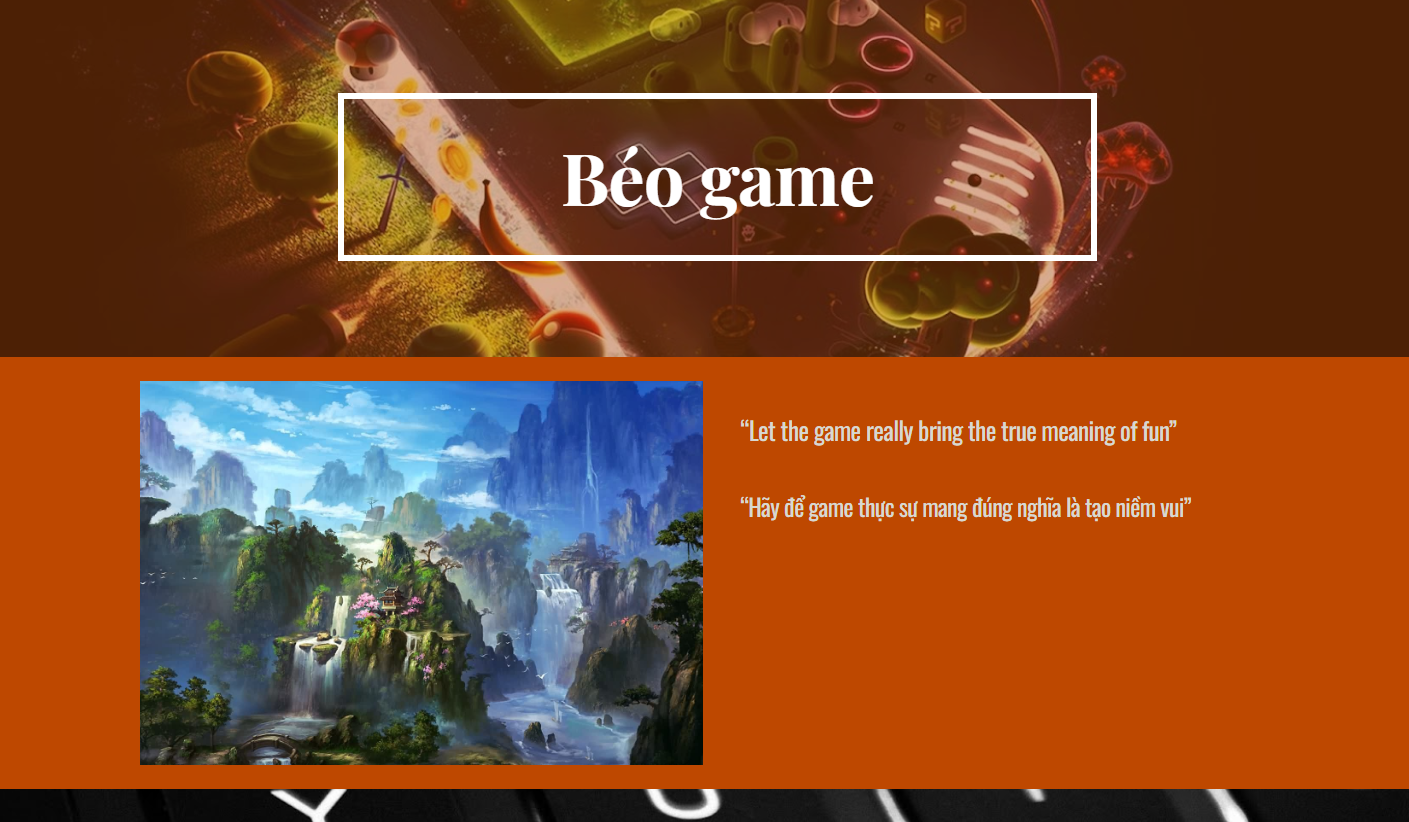 Béo game
“Let the game really bring the true meaning of fun”
“Hãy để game thực sự mang đúng nghĩa là tạo niềm vui”